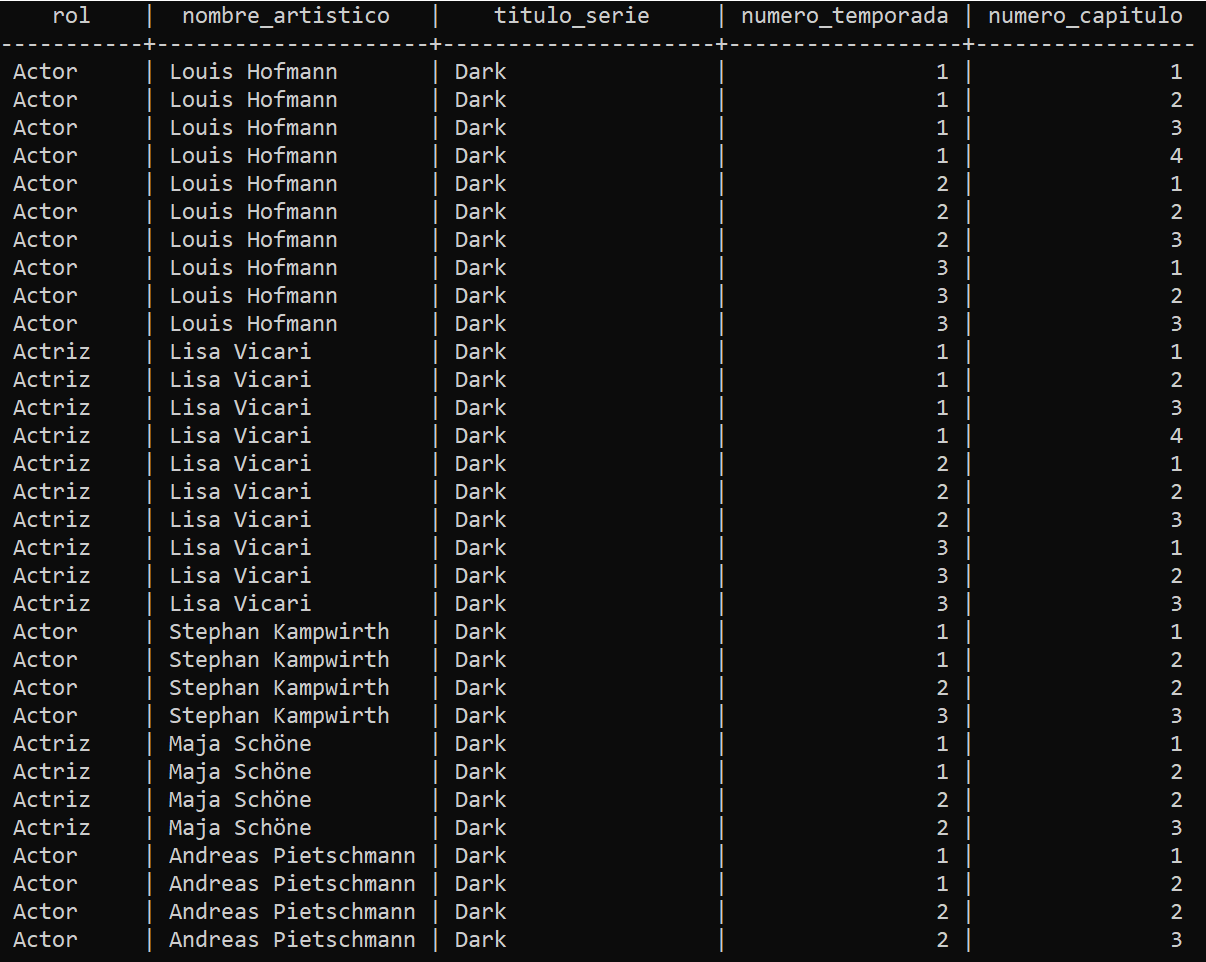 rol | nombre_artistico | titulo_serie | numero_temporada | numero_capitulo
-----------+---------------------+---------------------+------------------+-----------------
Actor | Louis Hofmann | Dark | 1 | 1
Actor | Louis Hofmann | Dark | 1 | 2
Actor | Louis Hofmann | Dark | 1 | 3
Actor | Louis Hofmann | Dark | 1 | 4
Actor | Louis Hofmann | Dark | 2 | 1
Actor | Louis Hofmann | Dark | 2 | 2
Actor | Louis Hofmann | Dark | 2 | 3
Actor | Louis Hofmann | Dark | 3 | 1
Actor | Louis Hofmann | Dark | 3 | 2
Actor | Louis Hofmann | Dark | 3 | 3
Actriz | Lisa Vicari | Dark | 1 | 1
Actriz | Lisa Vicari | Dark | 1 | 2
Actriz | Lisa Vicari | Dark | 1 | 3
Actriz | Lisa Vicari | Dark | 1 | 4
Actriz | Lisa Vicari | Dark | 2 | 1
Actriz | Lisa Vicari | Dark | 2 | 2
Actriz | Lisa Vicari | Dark | 2 | 3
Actriz | Lisa Vicari | Dark | 3 | 1
Actriz | Lisa Vicari | Dark | 3 | 2
Actriz | Lisa Vicari | Dark | 3 | 3
Actor | Stephan Kampwirth | Dark | 1 | 1
Actor | Stephan Kampwirth | Dark | 1 | 2
Actor | Stephan Kampwirth | Dark | 2 | 2
Actor | Stephan Kampwirth | Dark | 3 | 3
Actriz | Maja Schöne | Dark | 1 | 1
Actriz | Maja Schöne | Dark | 1 | 2
Actriz | Maja Schöne | Dark | 2 | 2
Actriz | Maja Schöne | Dark | 2 | 3
Actor | Andreas Pietschmann | Dark | 1 | 1
Actor | Andreas Pietschmann | Dark | 1 | 2
Actor | Andreas Pietschmann | Dark | 2 | 2
Actor | Andreas Pietschmann | Dark | 2 | 3